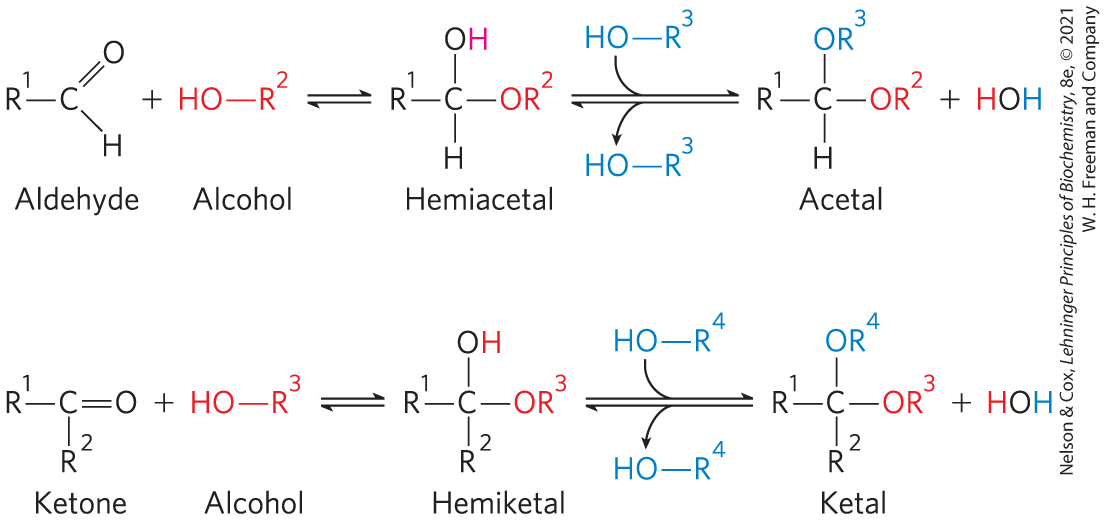 O
OH
HO—R³
OR³
R¹—C
H
+
HO—R²
R¹—C—OR²
H
HO—R³
R¹—C—OR²
H
+
HOH
Aldehyde
Alcohol
Hemiacetal
Acetal
OH
HO—R⁴
OR⁴
R¹—C=O
R²
+
HO—R³
R¹—C—OR³
R²
HO—R⁴
R¹—C—OR³
R²
+
HOH
Ketone
Alcohol
Hemiketal
Ketal
Nelson & Cox, Lehninger Principles of Biochemistry, 8e, © 2021
W. H. Freeman and Company